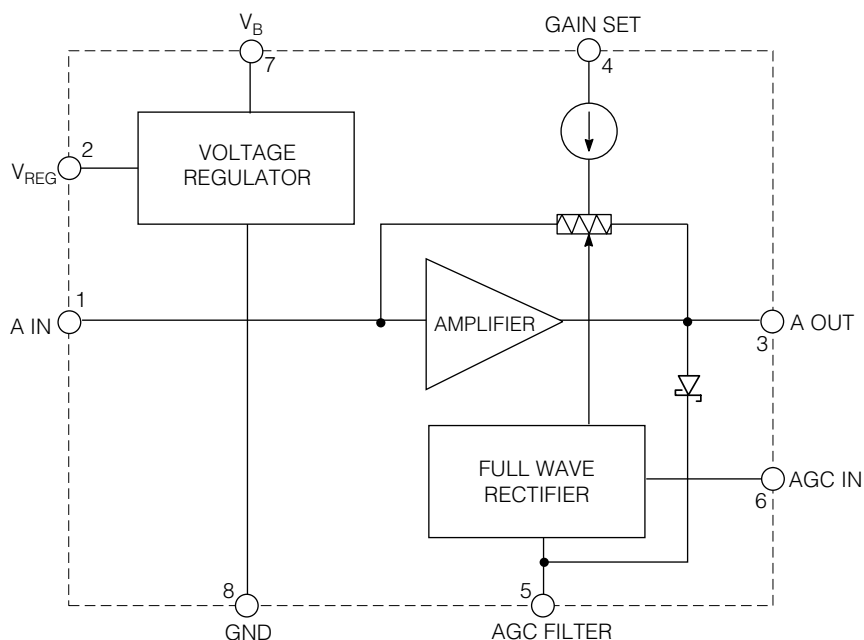 V_B
GAIN SET
7
4
2
V_REG
VOLTAGE
REGULATOR
1
A IN
AMPLIFIER
A OUT
3
FULL WAVE
RECTIFIER
AGC IN
6
8
5
GND
AGC FILTER